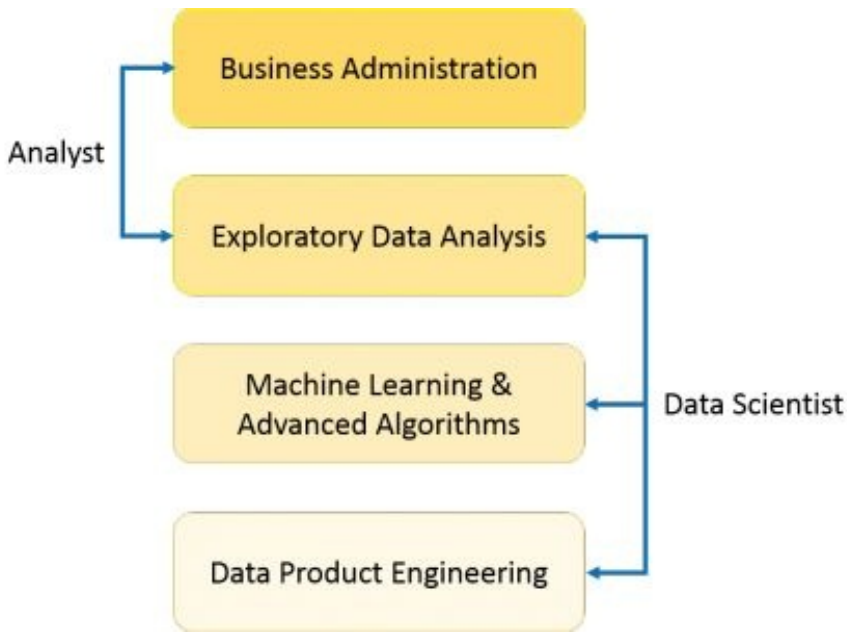 Business Administration
Analyst
Exploratory Data Analysis
Machine Learning &
Advanced Algorithms
Data Scientist
Data Product Engineering